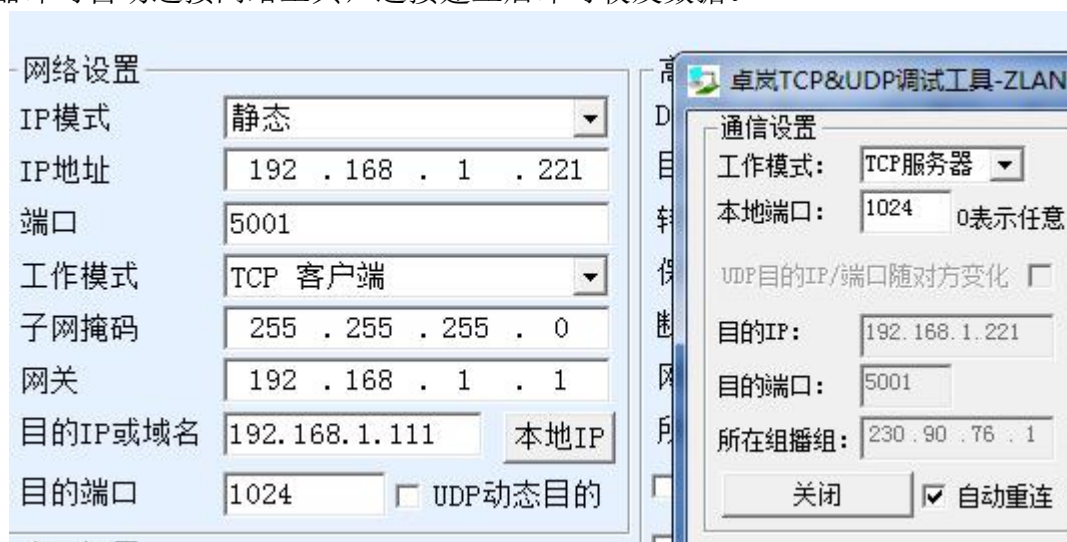 网络设置
IP模式 静态
IP地址 192 . 168 . 1 . 221
端口 5001
工作模式 TCP 客户端
子网掩码 255 . 255 . 255 . 0
网关 192 . 168 . 1 . 1
目的IP或域名 192.168.1.111 本地IP
目的端口 1024 UDP动态目的
卓岚TCP&UDP调试工具-ZLAN
通信设置
工作模式: TCP服务器
本地端口: 1024 0表示任意
UDP目的IP/端口随对方变化
目的IP: 192.168.1.221
目的端口: 5001
所在组播组: 230 .90 .76 . 1
关闭 自动重连